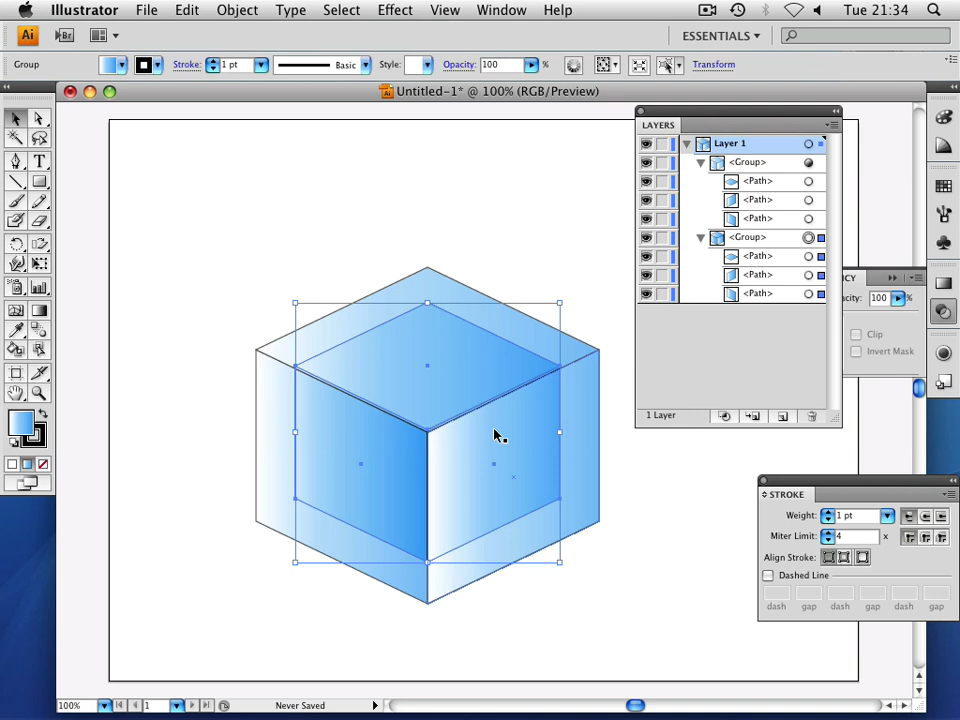 Illustrator File Edit Object Type Select Effect View Window Help Tue 21:34
Ai Br ESSENTIALS
Group Stroke: 1 pt Basic Style: Opacity: 100 % Transform
Untitled-1* @ 100% (RGB/Preview)
LAYERS
Layer 1
<Group>
<Path>
<Path>
<Path>
<Group>
<Path>
<Path>
<Path>
1 Layer
NCY
acity: 100 %
Clip
Invert Mask
STROKE
Weight: 1 pt
Miter Limit: 4 x
Align Stroke:
Dashed Line
dash gap dash gap dash gap
100% 1 Never Saved